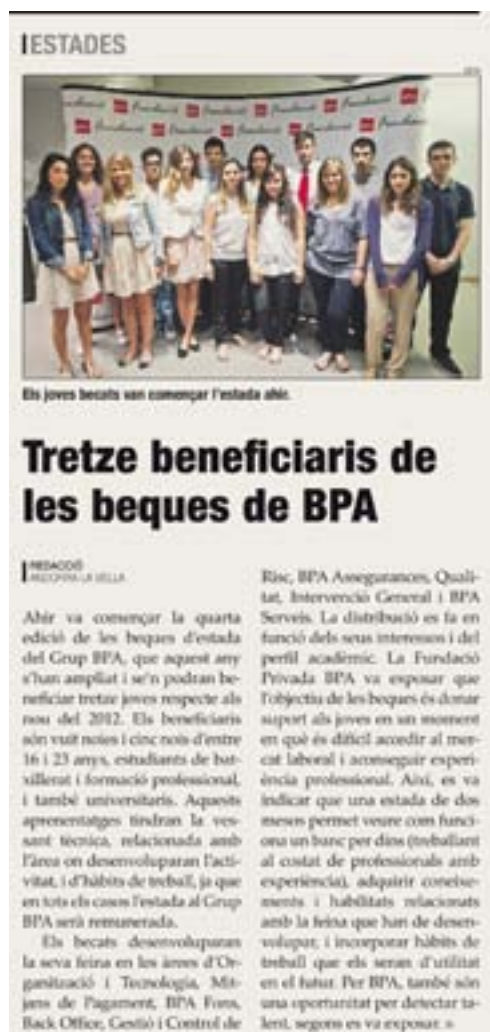 ESTADES
Fundació
Els joves becats van començar l'estada ahir.
Tretze beneficiaris de
les beques de BPA
REDACCIÓ
ANDORRA LA VELLA
Ahir va començar la quarta
edició de les beques d'estada
del Grup BPA, que aquest any
s'han ampliat i se'n podran be-
neficiar tretze joves respecte als
nou del 2012. Els beneficiaris
són vuit noies i cinc nois d'entre
16 i 23 anys, estudiants de bat-
xillerat i formació professional,
i també universitaris. Aquests
aprenentatges tindran la ves-
sant tècnica, relacionada amb
l'àrea on desenvoluparan l'acti-
vitat, i d'hàbits de treball, ja que
en tots els casos l'estada al Grup
BPA serà remunerada.
Els becats desenvoluparan
la seva feina en les àrees d'Or-
ganització i Tecnologia, Mit-
jans de Pagament, BPA Fons,
Back Office, Gestió i Control de
Risc, BPA Assegurances, Quali-
tat, Intervenció General i BPA
Serveis. La distribució es fa en
funció dels seus interessos i del
perfil acadèmic. La Fundació
Privada BPA va exposar que
l'objectiu de les beques és donar
suport als joves en un moment
en què és difícil accedir al mer-
cat laboral i aconseguir experi-
ència professional. Així, es va
indicar que una estada de dos
mesos permet veure com funci-
ona un banc per dins (treballant
al costat de professionals amb
experiència), adquirir coneixe-
ments i habilitats relacionats
amb la feina que han de desen-
volupar, i incorporar hàbits de
treball que els seran d'utilitat
en el futur. Per BPA, també són
una oportunitat per detectar ta-
lent, segons es va exposar.